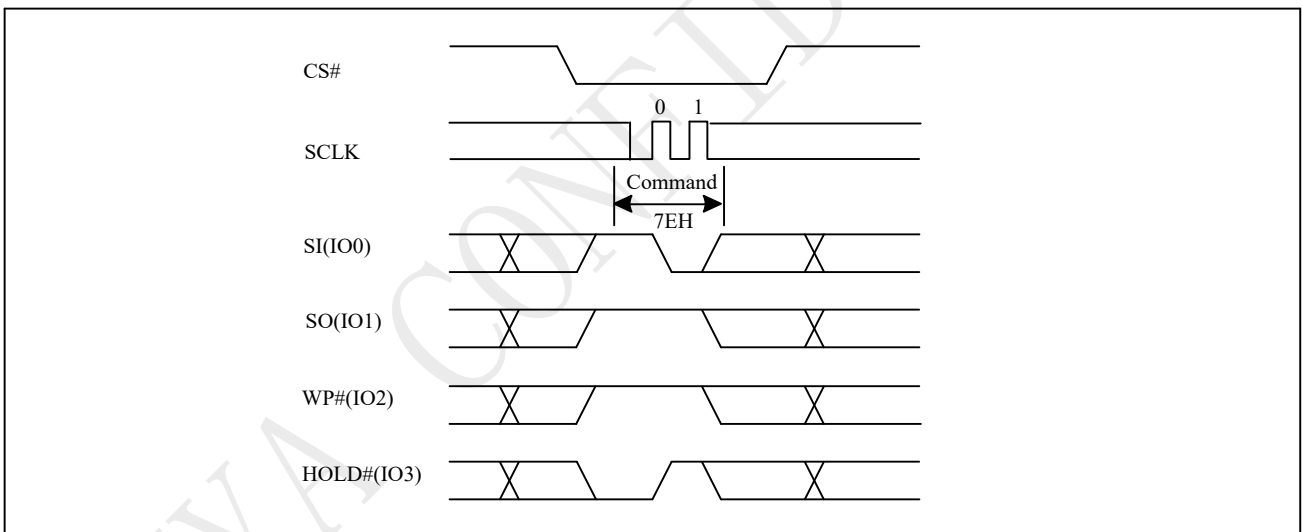 CS#
0 1
SCLK
Command
7EH
SI(IO0)
SO(IO1)
WP#(IO2)
HOLD#(IO3)